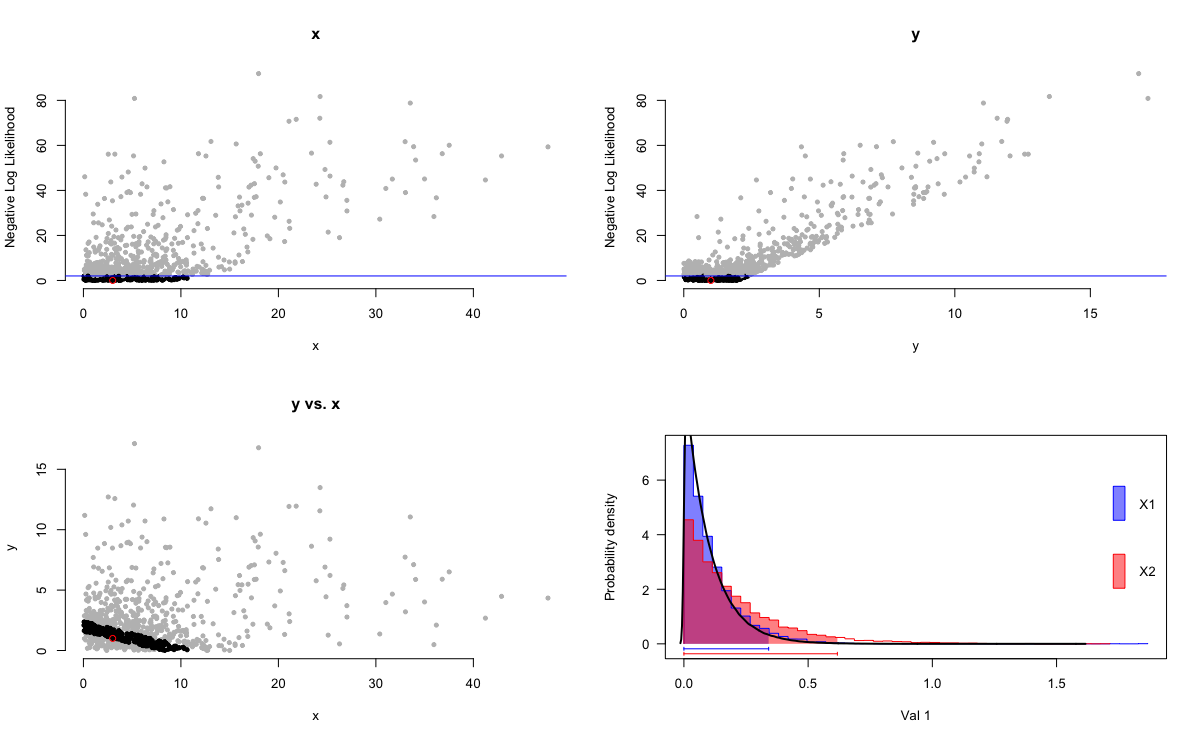 x
Negative Log Likelihood
80
60
40
20
0
0 10 20 30 40
x
y
Negative Log Likelihood
80
60
40
20
0
0 5 10 15
y
y vs. x
y
15
10
5
0
0 10 20 30 40
x
Probability density
6
4
2
0
X1
X2
0.0 0.5 1.0 1.5
Val 1